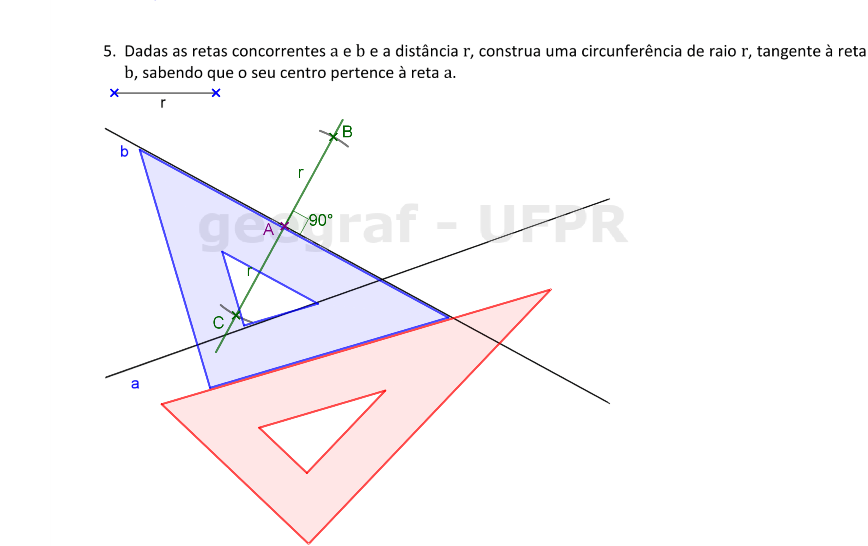 5. Dadas as retas concorrentes a e b e a distância r, construa uma circunferência de raio r, tangente à reta
b, sabendo que o seu centro pertence à reta a.
r
B
b
r
geograf - UFPR
90°
A
r
C
a